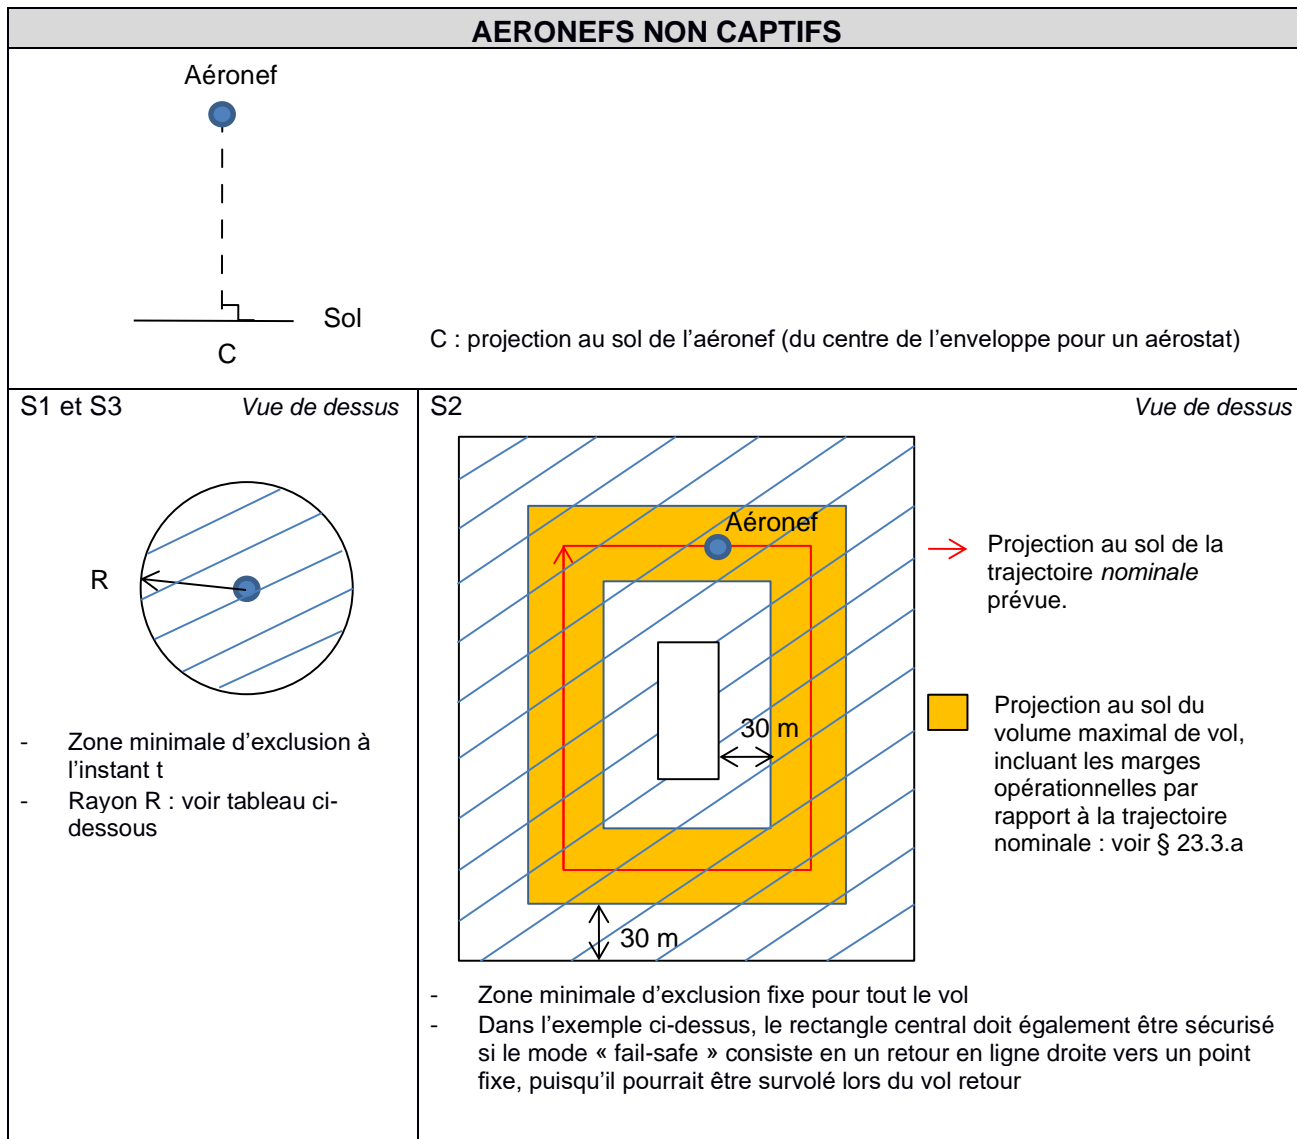 AERONEFS NON CAPTIFS
Aéronef
Sol
C
C : projection au sol de l’aéronef (du centre de l’enveloppe pour un aérostat)
S1 et S3
Vue de dessus
R
- Zone minimale d’exclusion à
l’instant t
- Rayon R : voir tableau ci-
dessous
S2
Vue de dessus
Aéronef
30 m
30 m
Projection au sol de la
trajectoire nominale
prévue.
Projection au sol du
volume maximal de vol,
incluant les marges
opérationnelles par
rapport à la trajectoire
nominale : voir § 23.3.a
- Zone minimale d’exclusion fixe pour tout le vol
- Dans l’exemple ci-dessus, le rectangle central doit également être sécurisé
si le mode « fail-safe » consiste en un retour en ligne droite vers un point
fixe, puisqu’il pourrait être survolé lors du vol retour